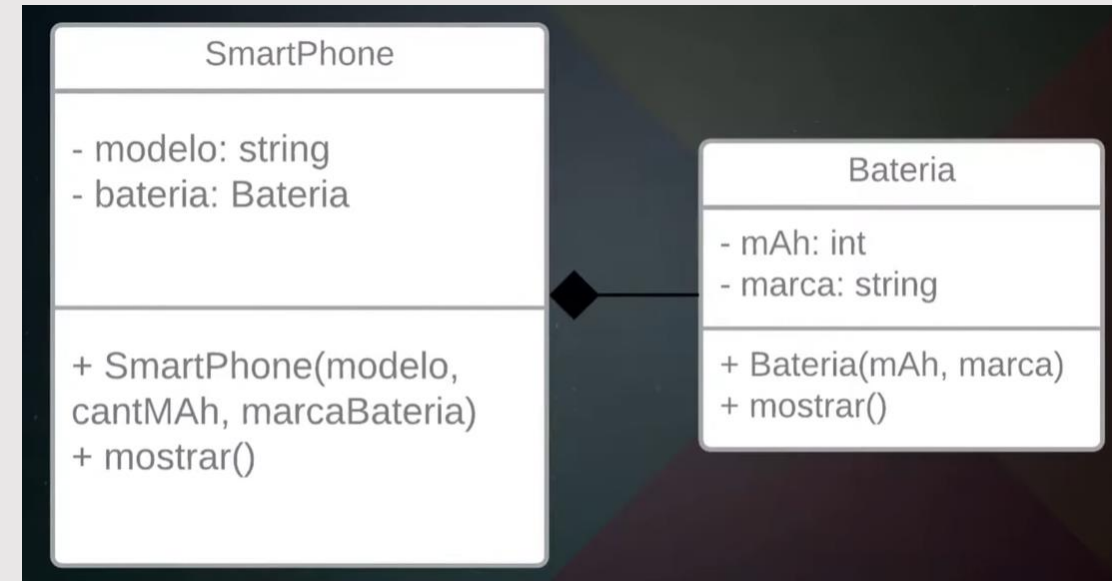 SmartPhone
- modelo: string
- bateria: Bateria
+ SmartPhone(modelo,
cantMAh, marcaBateria)
+ mostrar()
Bateria
- mAh: int
- marca: string
+ Bateria(mAh, marca)
+ mostrar()